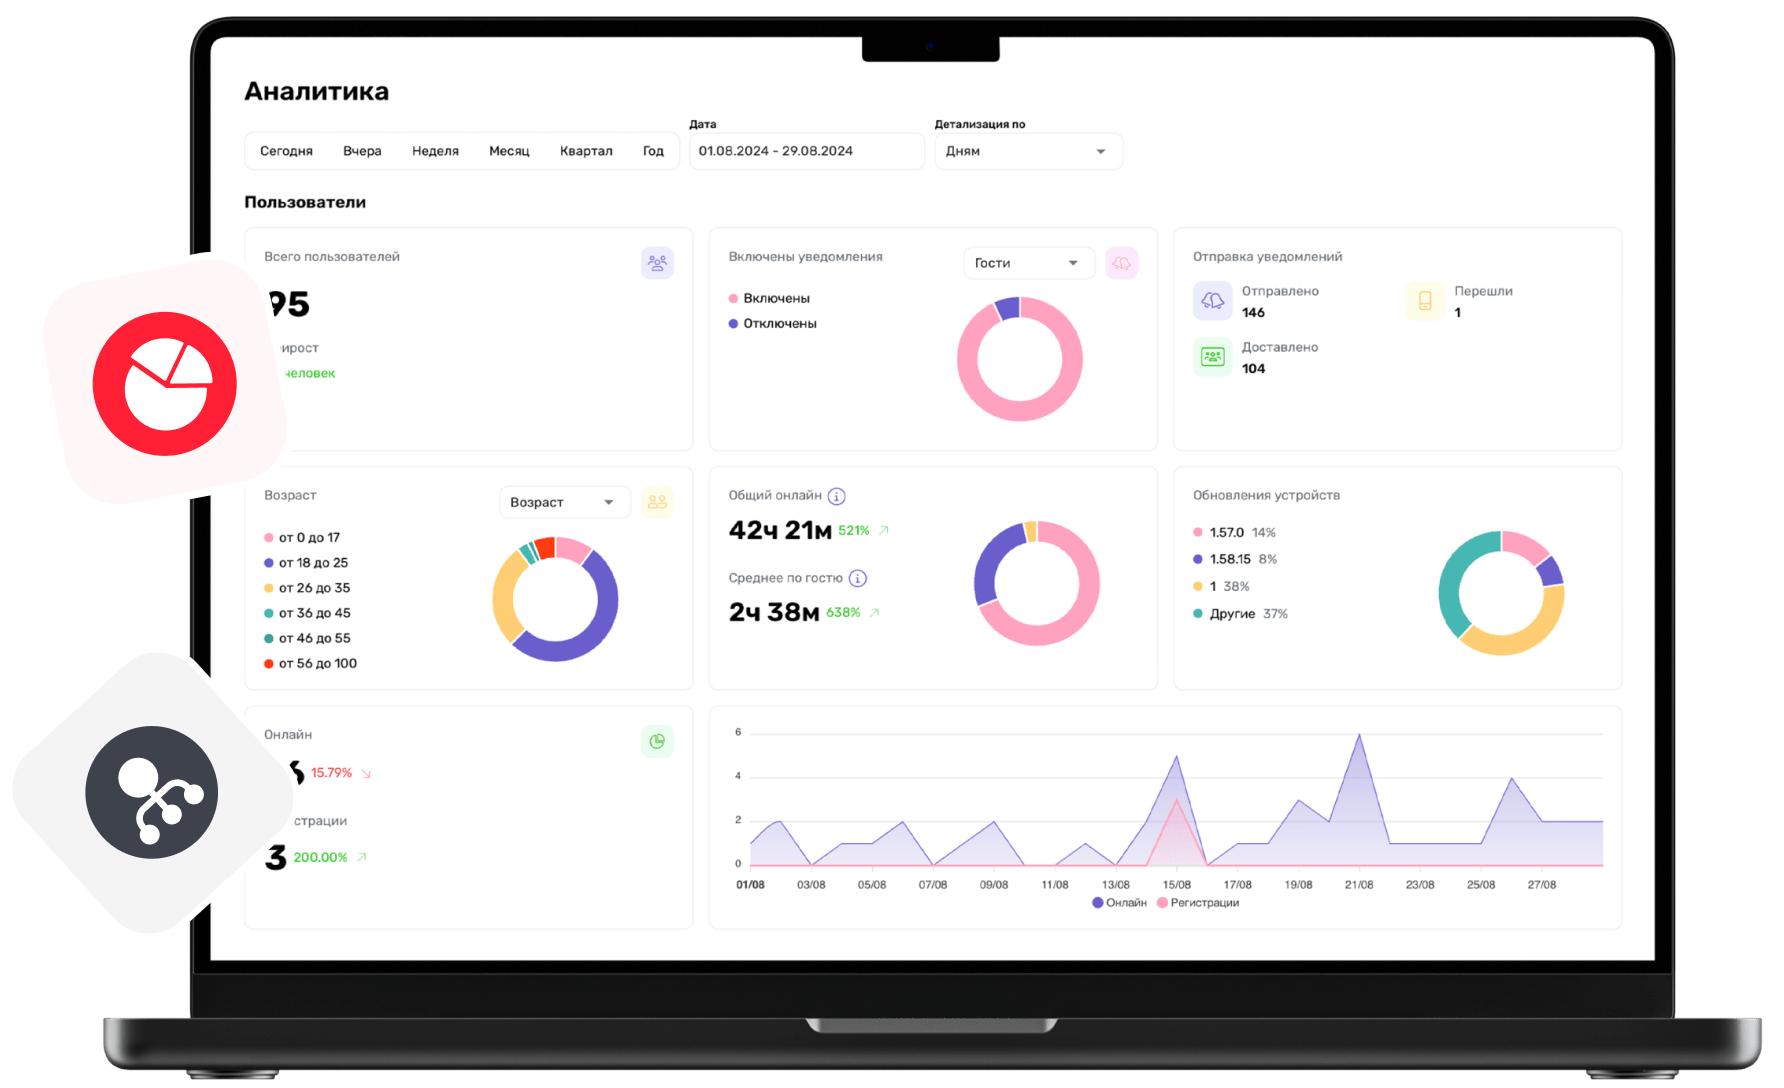 Аналитика
Дата
Детализация по
Сегодня Вчера Неделя Месяц Квартал Год
01.08.2024 - 29.08.2024
Дням
Пользователи
Всего пользователей
95
человек
Включены уведомления
Гости
Включены
Отключены
Отправка уведомлений
Отправлено
146
Перешли
1
Доставлено
104
Возраст
Возраст
от 0 до 17
от 18 до 25
от 26 до 35
от 36 до 45
от 46 до 55
от 56 до 100
Общий онлайн
42ч 21м 521%
Среднее по гостю
2ч 38м 638%
Обновления устройств
1.57.0 14%
1.58.15 8%
1 38%
Другие 37%
Онлайн
15.79%
3 200.00%
6
4
2
0
01/08 03/08 05/08 07/08 09/08 11/08 13/08 15/08 17/08 19/08 21/08 23/08 25/08 27/08
Онлайн Регистрации